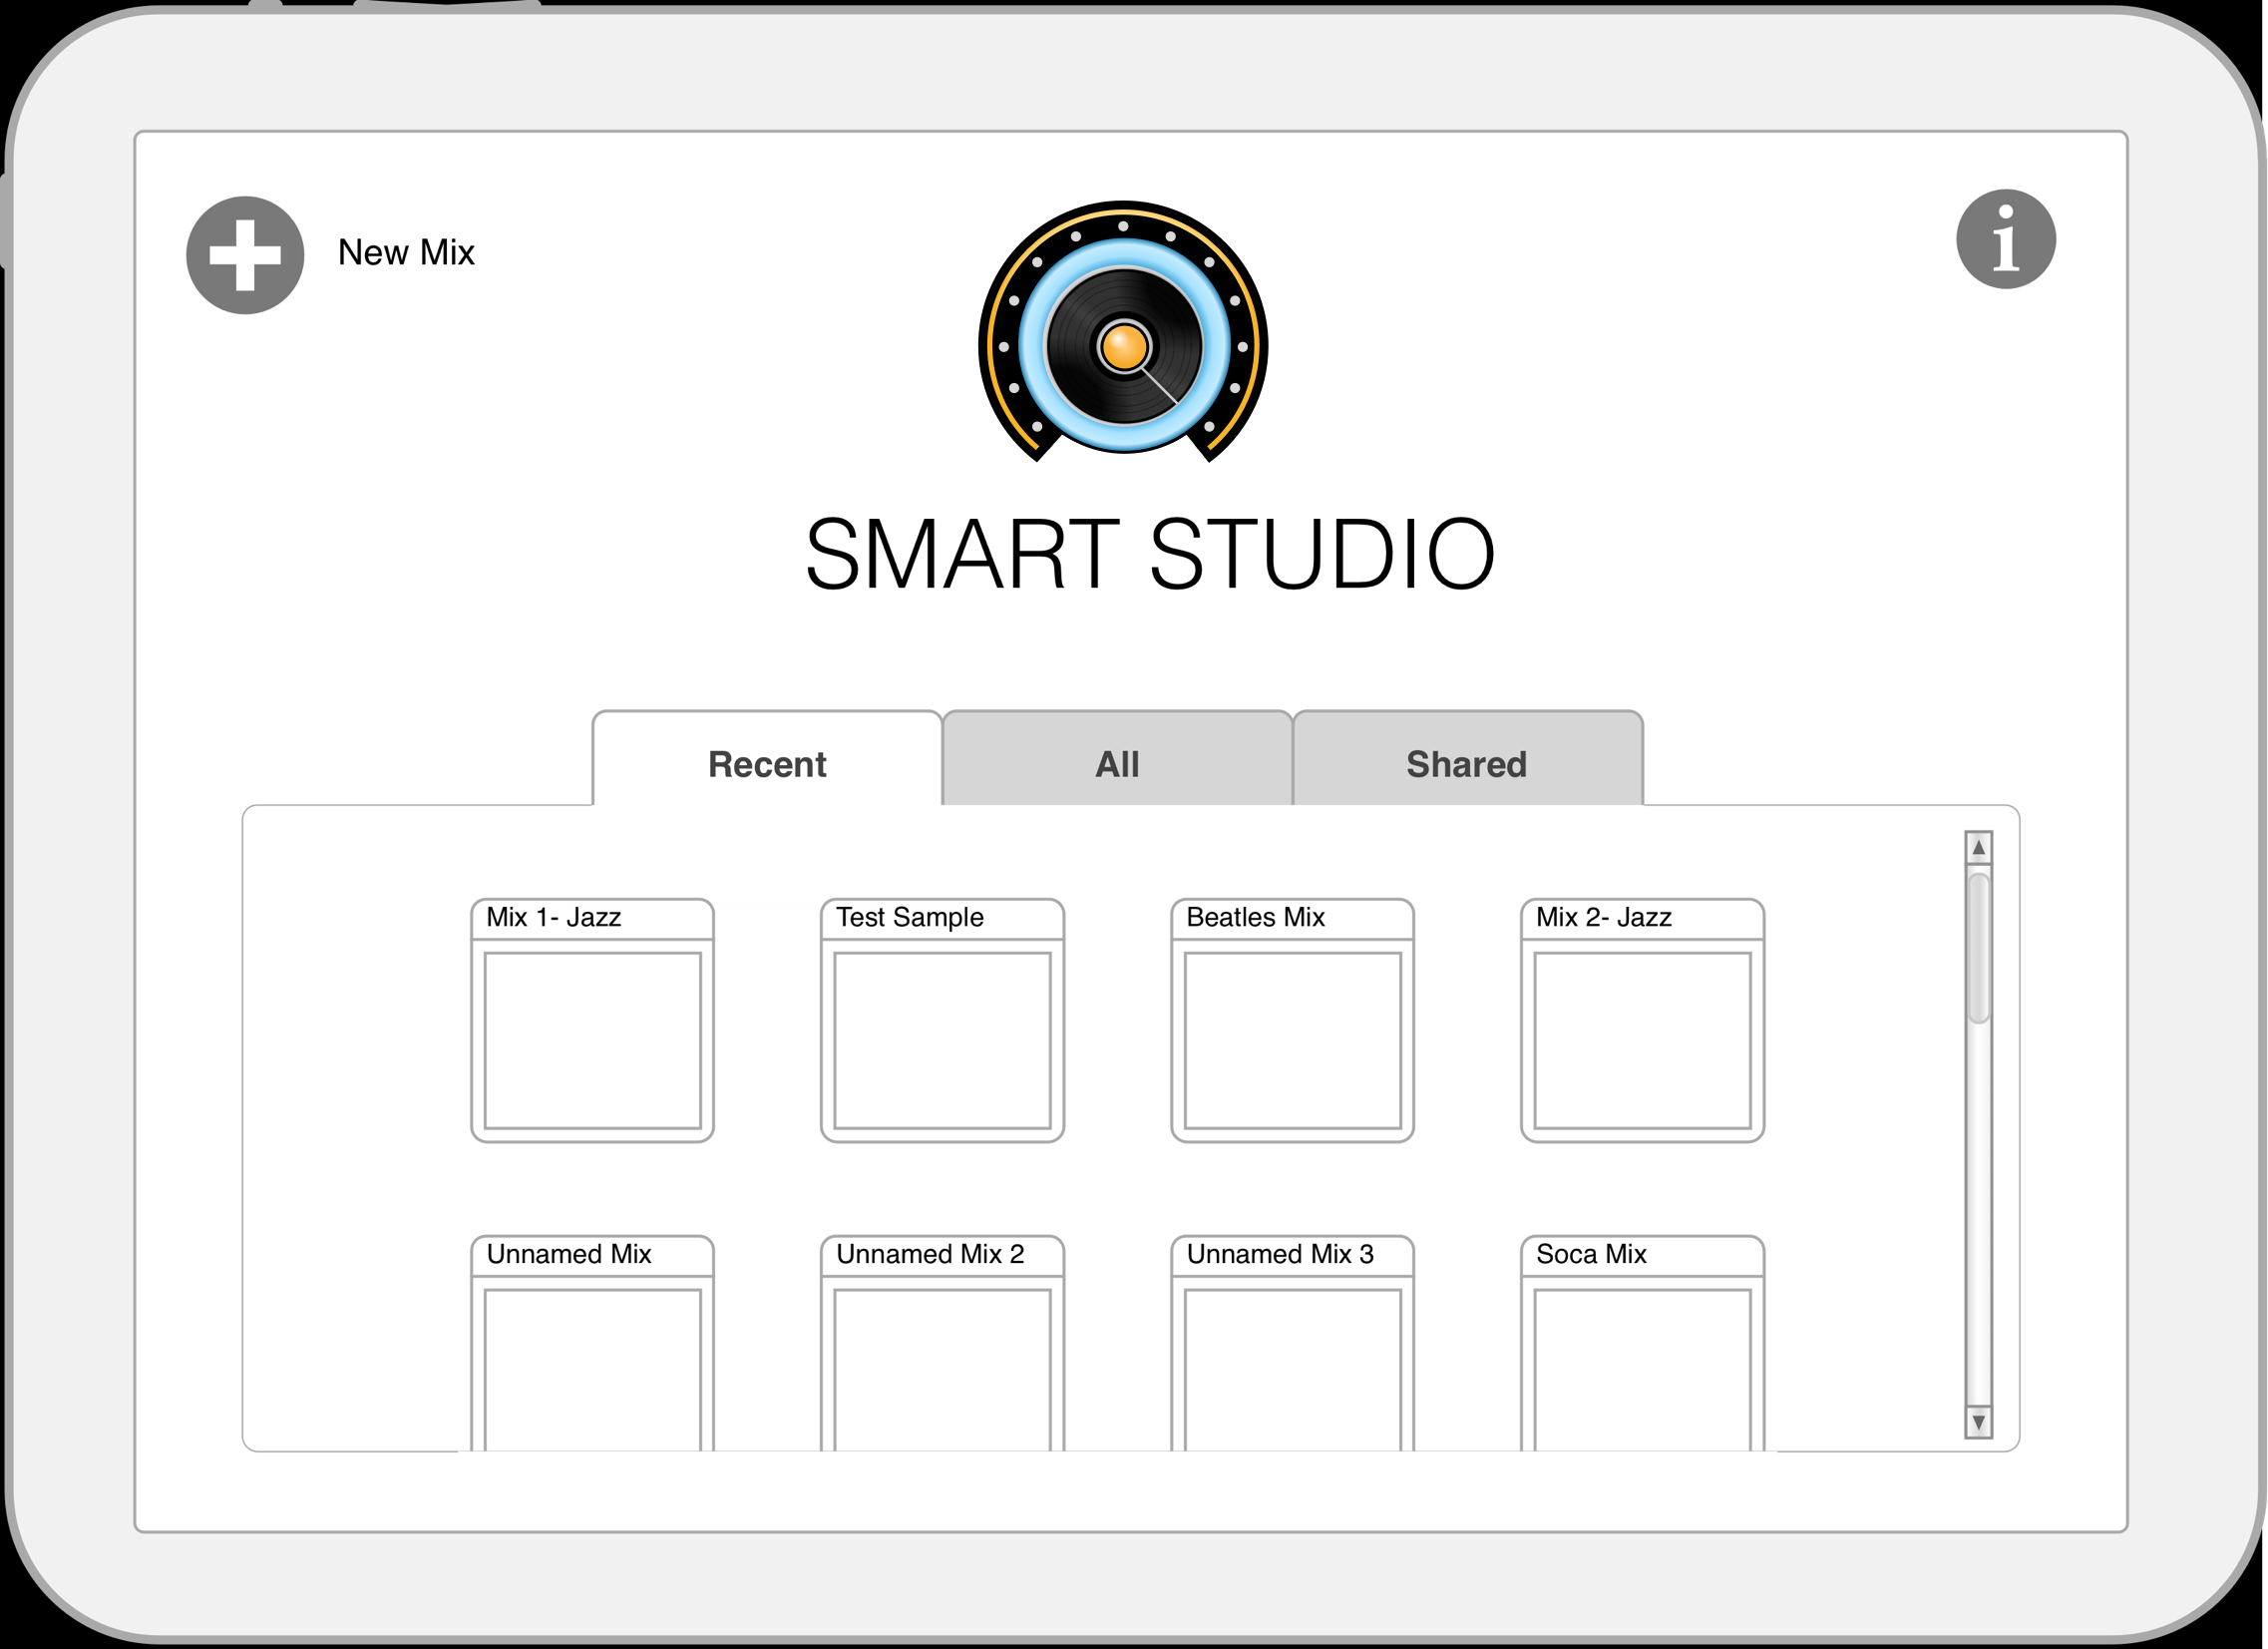 New Mix
SMART STUDIO
Recent
All
Shared
Mix 1- Jazz
Test Sample
Beatles Mix
Mix 2- Jazz
Unnamed Mix
Unnamed Mix 2
Unnamed Mix 3
Soca Mix